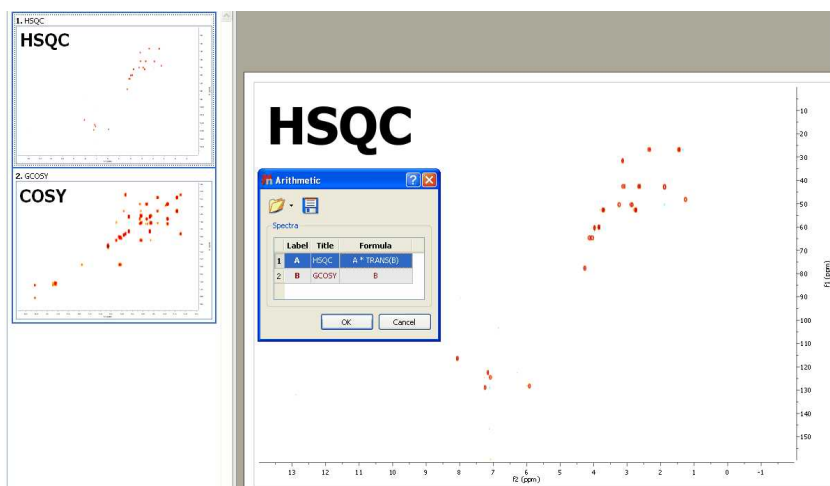 1. HSQC
HSQC
2. GCOSY
COSY
HSQC
Arithmetic
Spectra
Label Title Formula
1 A HSQC A * TRANS(B)
2 B GCOSY B
OK Cancel
10
20
30
40
50
60
70
80
90
100
110
120
130
140
150
f1 (ppm)
13 12 11 10 9 8 7 6 5 4 3 2 1 0 -1
f2 (ppm)